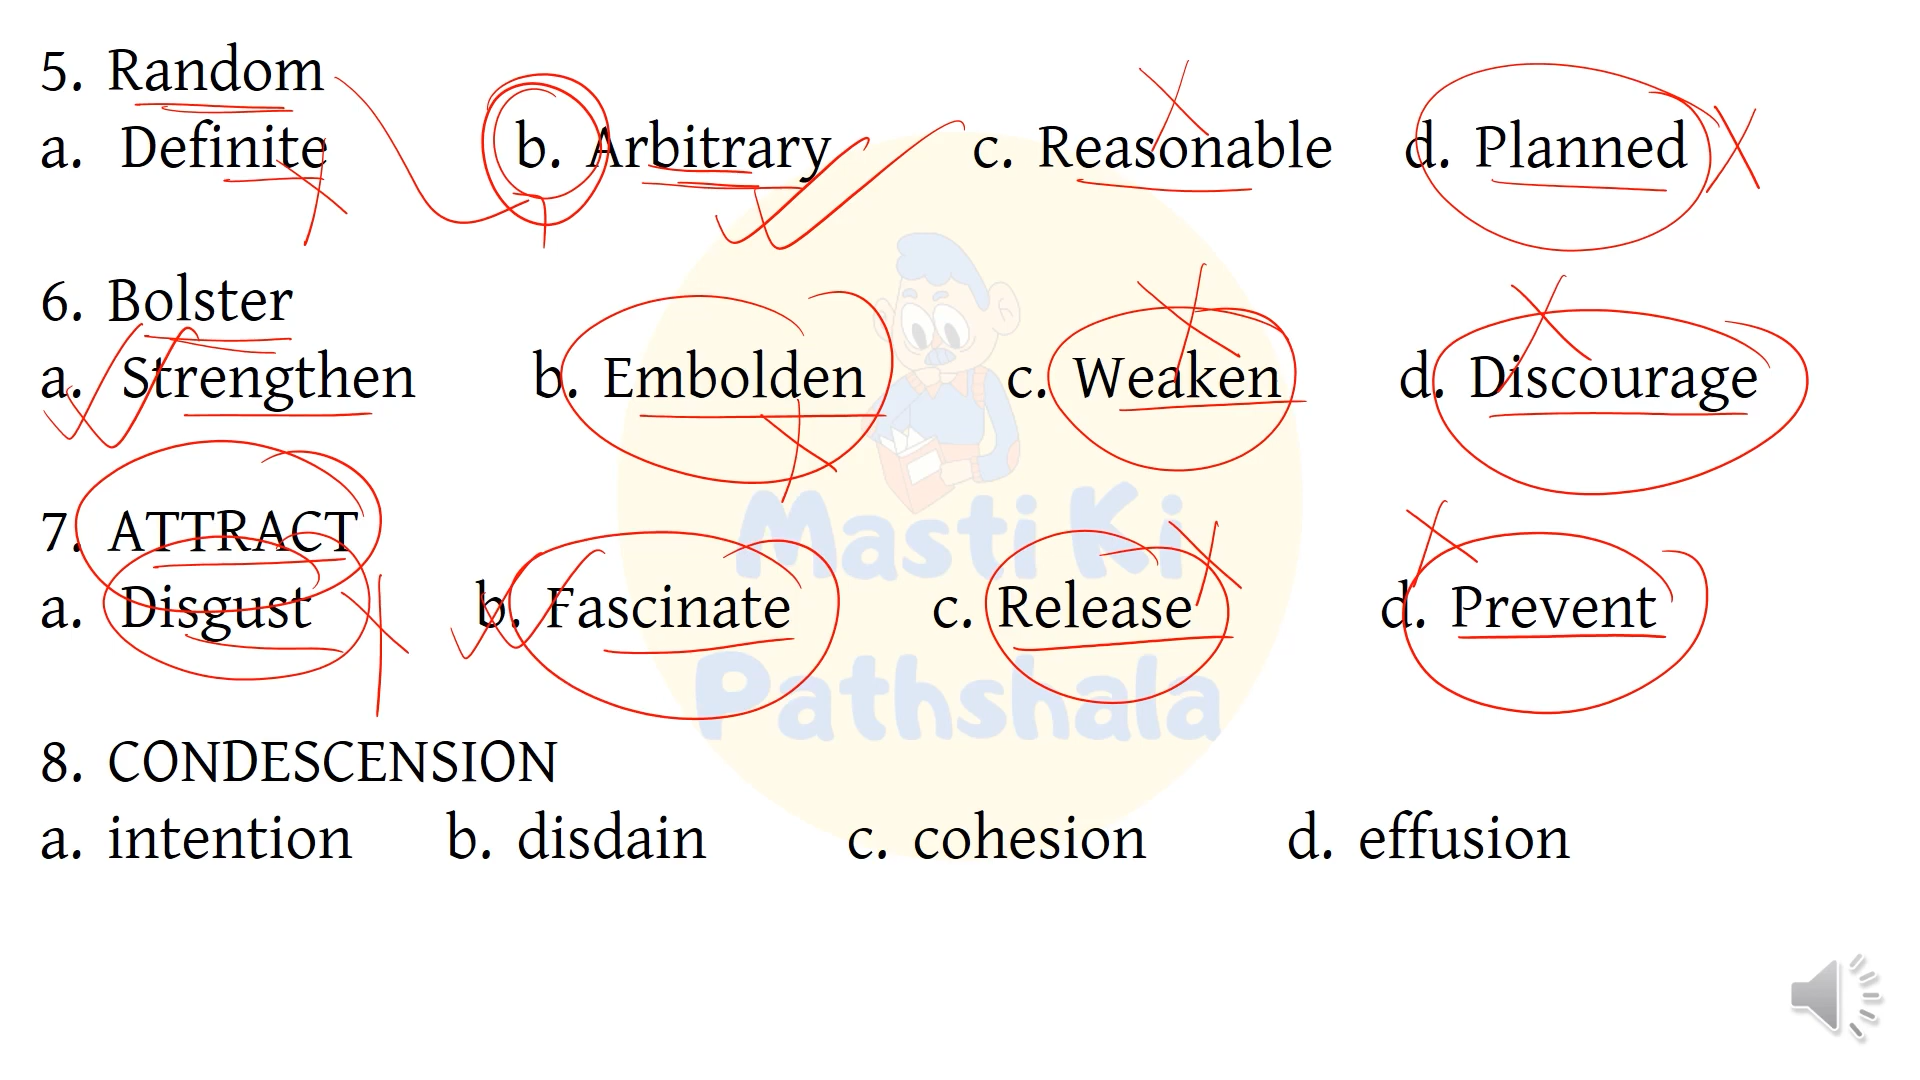 5. Random
a. Definite b. Arbitrary c. Reasonable d. Planned
6. Bolster
a. Strengthen b. Embolden c. Weaken d. Discourage
7. ATTRACT
a. Disgust b. Fascinate c. Release d. Prevent
8. CONDESCENSION
a. intention b. disdain c. cohesion d. effusion
Masti Ki
Pathshala